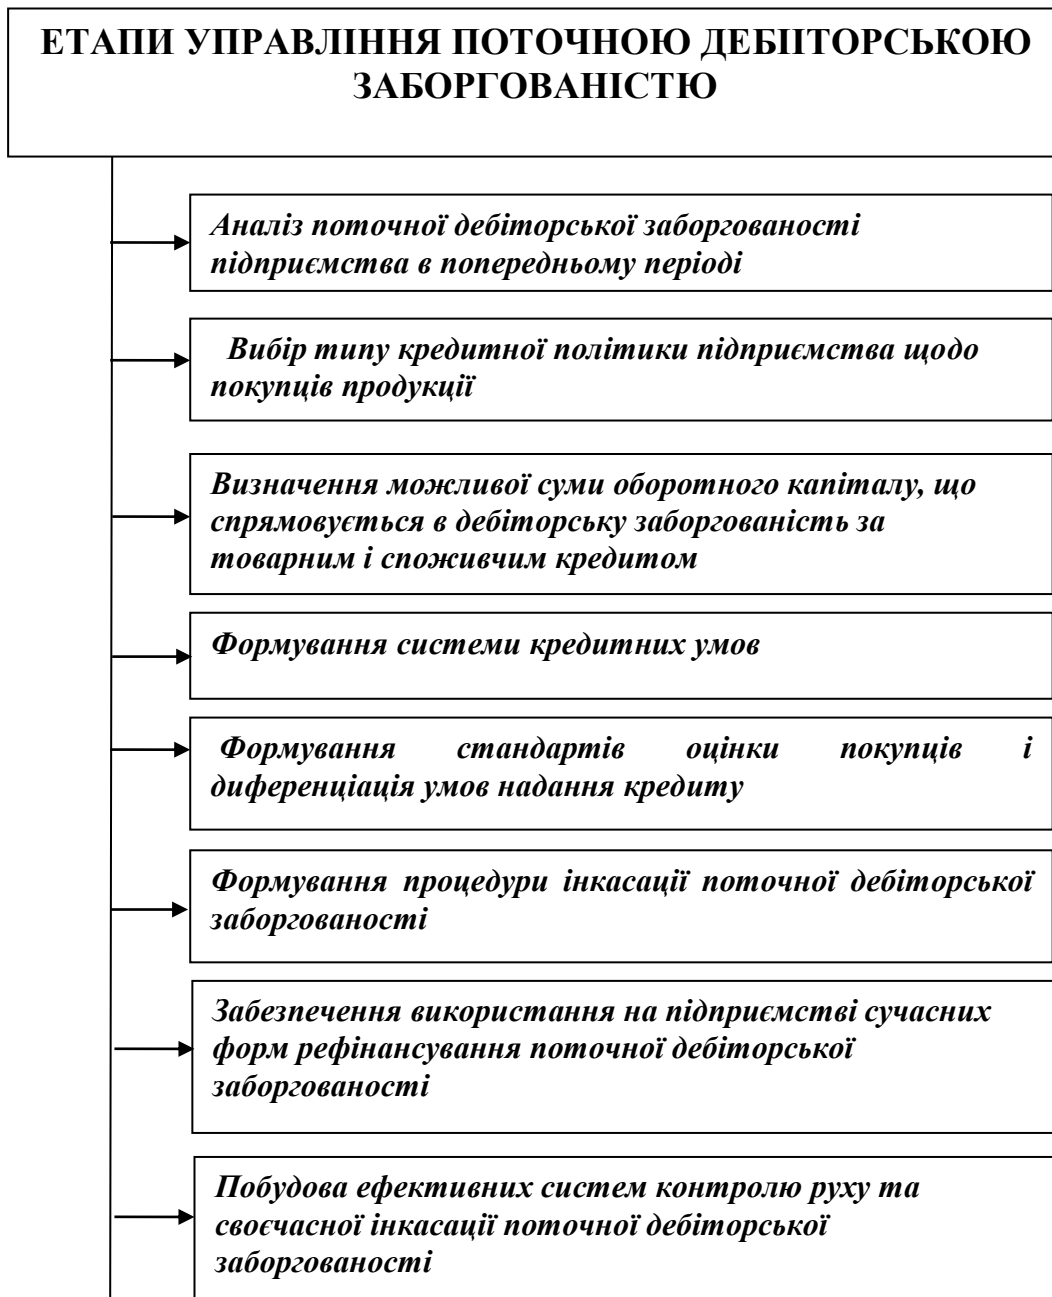 ЕТАПИ УПРАВЛІННЯ ПОТОЧНОЮ ДЕБІІТОРСЬКОЮ
ЗАБОРГОВАНІСТЮ
Аналіз поточної дебіторської заборгованості
підприємства в попередньому періоді
Вибір типу кредитної політики підприємства щодо
покупців продукції
Визначення можливої суми оборотного капіталу, що
спрямовується в дебіторську заборгованість за
товарним і споживчим кредитом
Формування системи кредитних умов
Формування стандартів оцінки покупців і
диференціація умов надання кредиту
Формування процедури інкасації поточної дебіторської
заборгованості
Забезпечення використання на підприємстві сучасних
форм рефінансування поточної дебіторської
заборгованості
Побудова ефективних систем контролю руху та
своєчасної інкасації поточної дебіторської
заборгованості